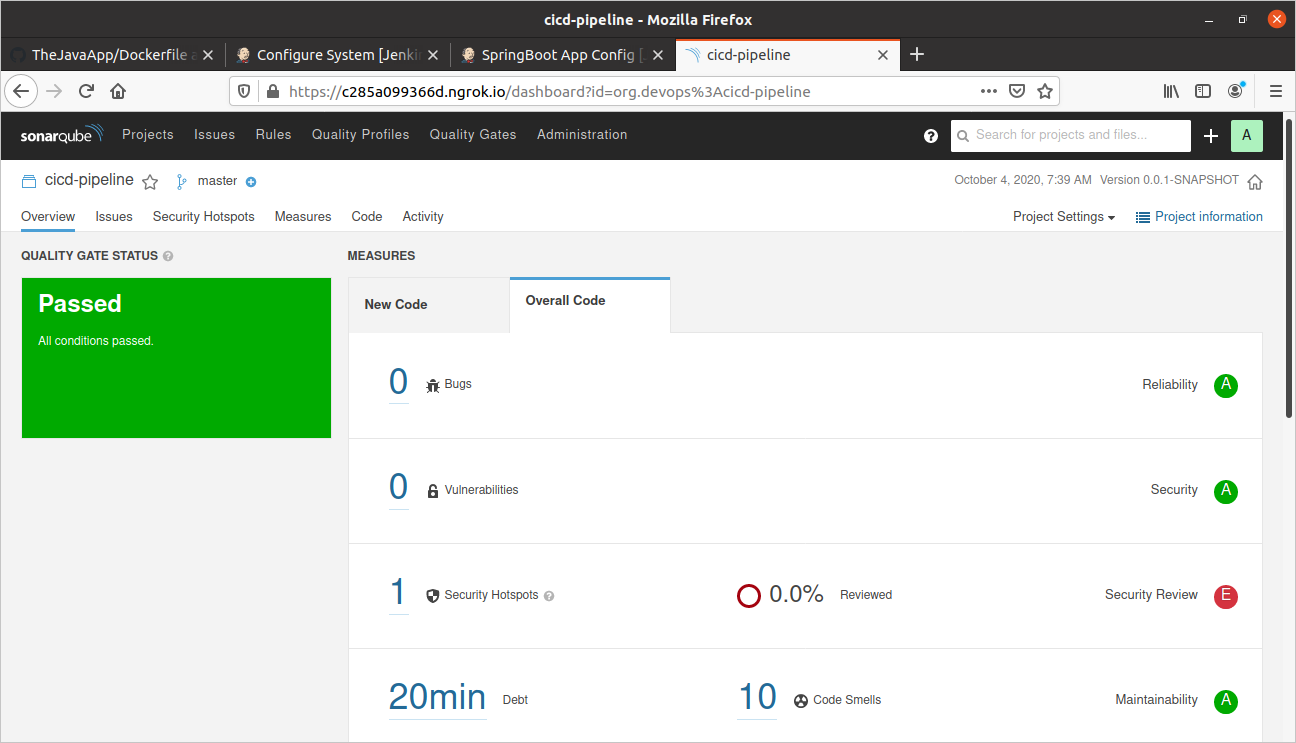 cicd-pipeline - Mozilla Firefox
TheJavaApp/Dockerfile
Configure System [Jenki
SpringBoot App Config [
cicd-pipeline
https://c285a099366d.ngrok.io/dashboard?id=org.devops%3Acicd-pipeline
sonarqube Projects Issues Rules Quality Profiles Quality Gates Administration ? Search for projects and files... A
cicd-pipeline master October 4, 2020, 7:39 AM Version 0.0.1-SNAPSHOT
Overview Issues Security Hotspots Measures Code Activity Project Settings Project information
QUALITY GATE STATUS ?
Passed
All conditions passed.
MEASURES
New Code
Overall Code
0 Bugs Reliability A
0 Vulnerabilities Security A
1 Security Hotspots ? 0.0% Reviewed Security Review E
20min Debt 10 Code Smells Maintainability A